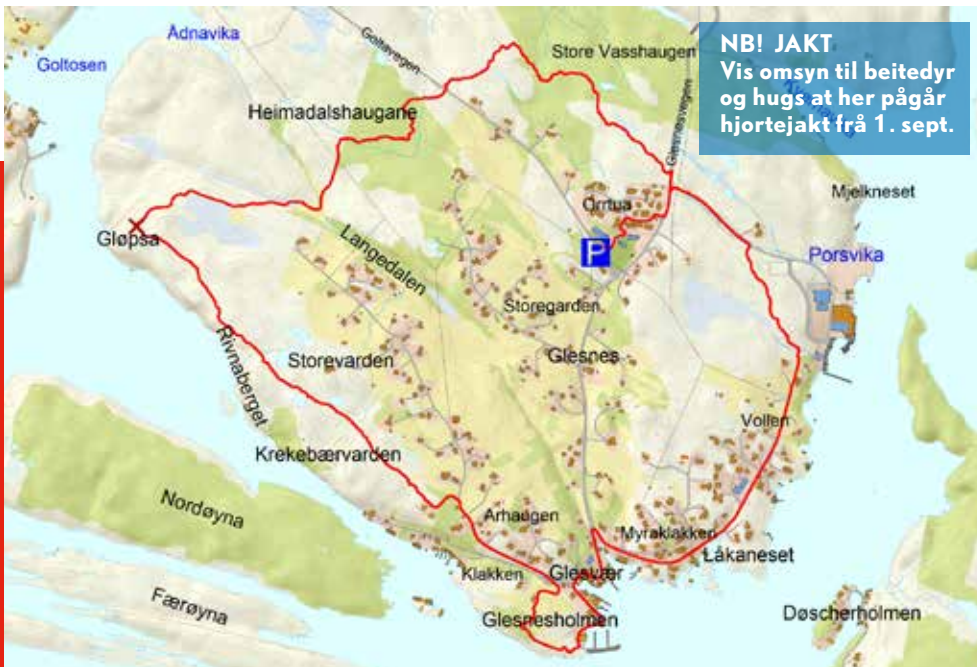 NB! JAKT
Vis omsyn til beitedyr
og hugs at her pågår
hjortejakt frå 1. sept.
Ådnavika
Goltosen
Goltavegen
Store Vasshaugen
Glesnesvegen
Heimadalshaugane
Mjelkneset
Orrtua
Gløpsa
P
Langedalen
Porsvika
Storegarden
Glesnes
Rivnaberget
Storevarden
Vollen
Krekebærvarden
Nordøyna
Arhaugen
Myraklakken
Låkaneset
Klakken
Glesvær
Færøyna
Glesnesholmen
Døscherholmen